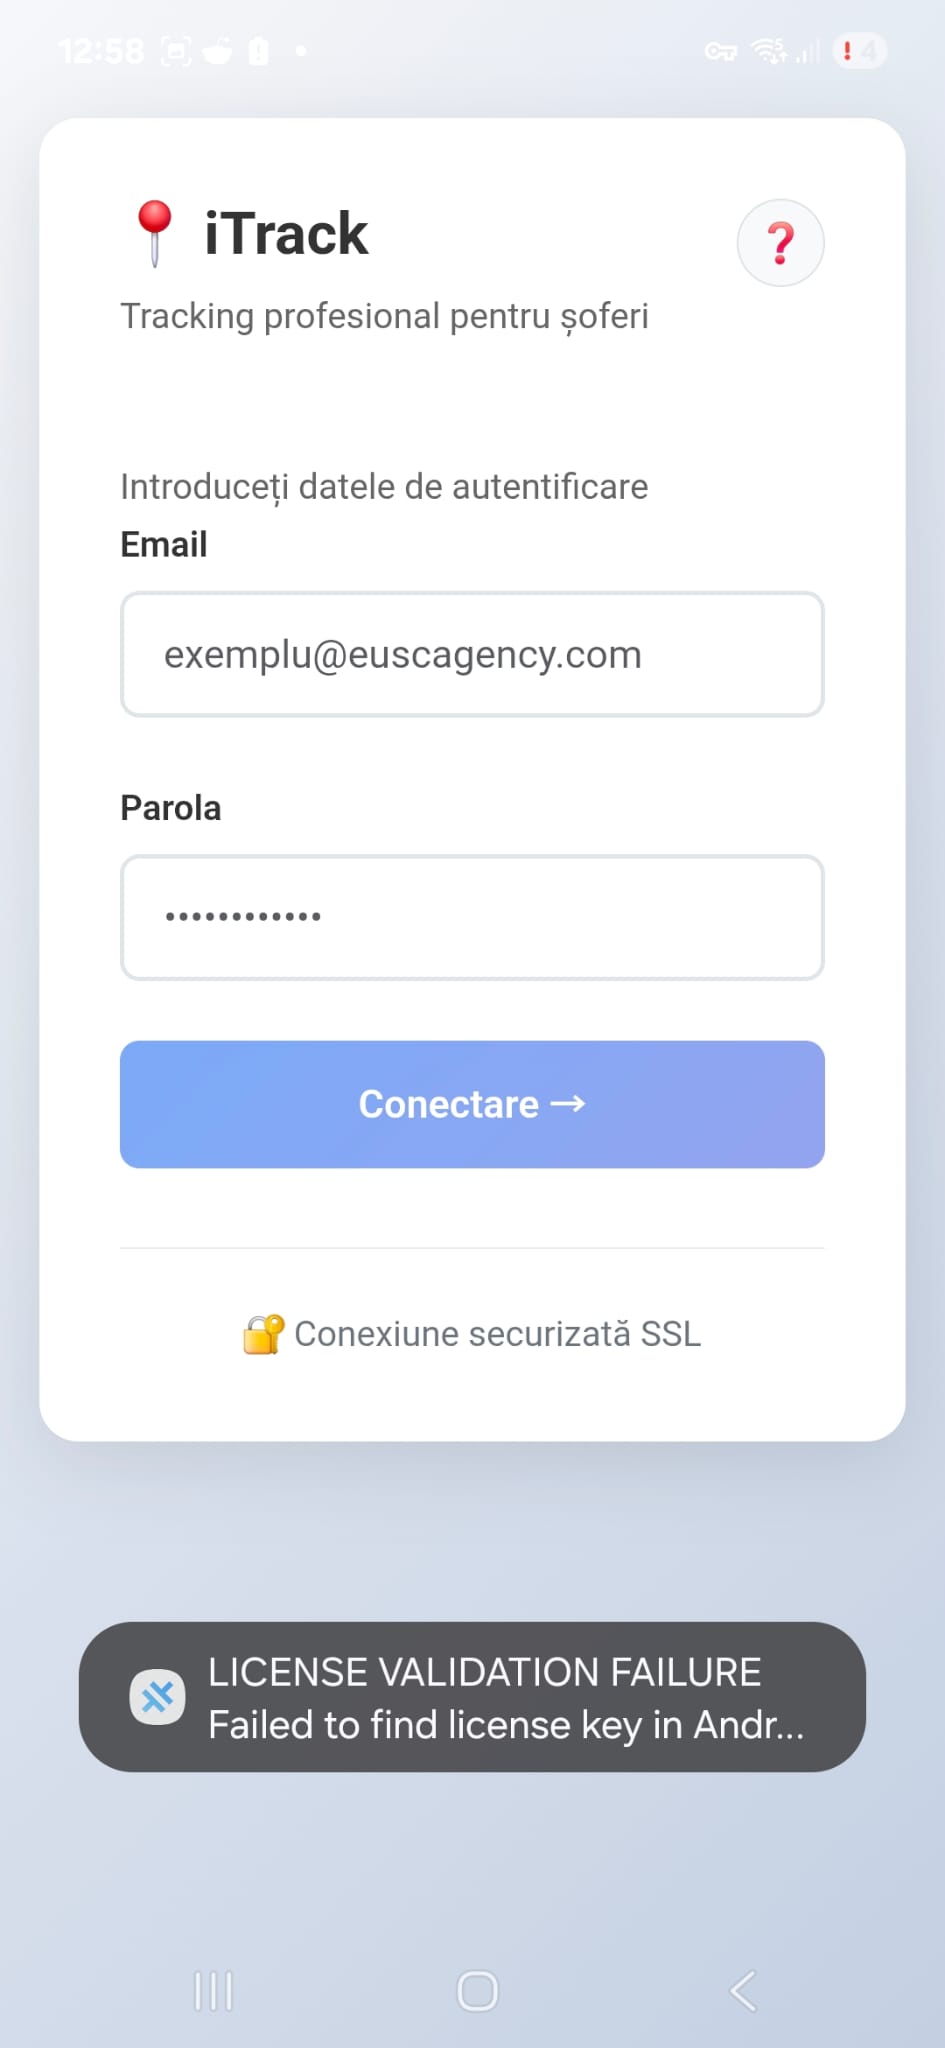 12:58
4
iTrack
Tracking profesional pentru șoferi
Introduceți datele de autentificare
Email
exemplu@euscagency.com
Parola
Conectare →
Conexiune securizată SSL
LICENSE VALIDATION FAILURE
Failed to find license key in Andr...